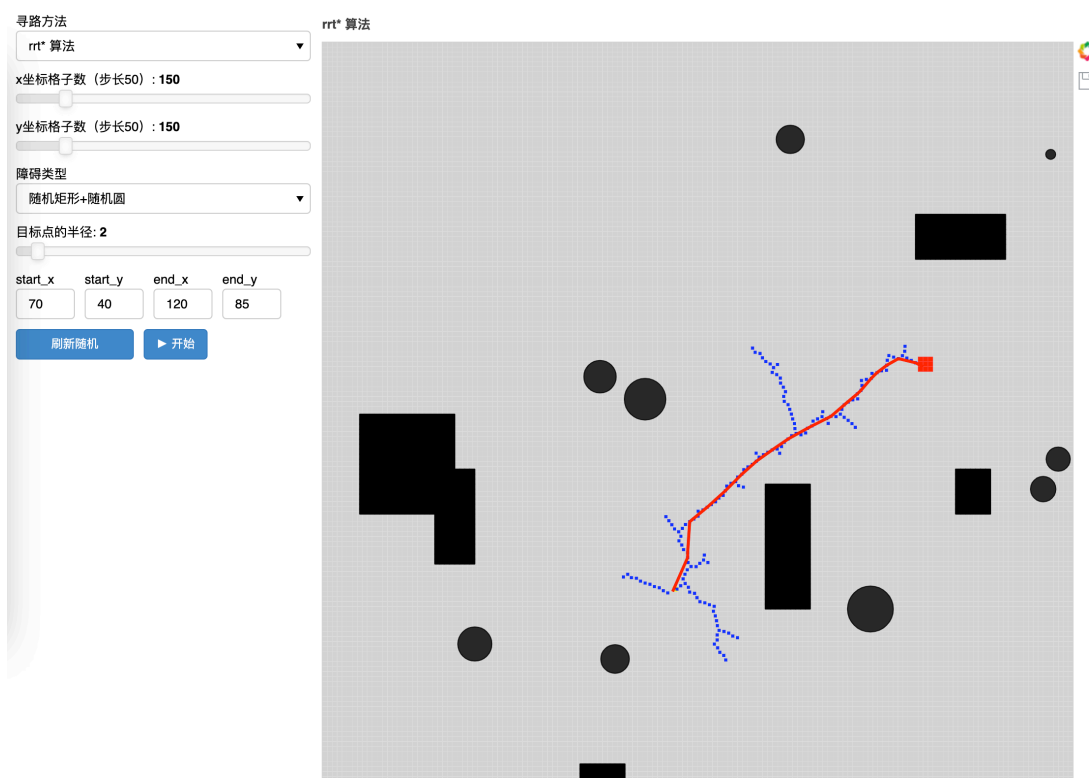 寻路方法
rrt* 算法
x坐标格子数（步长50）: 150
y坐标格子数（步长50）: 150
障碍类型
随机矩形+随机圆
目标点的半径: 2
start_x start_y end_x end_y
70 40 120 85
刷新随机 ► 开始
rrt* 算法